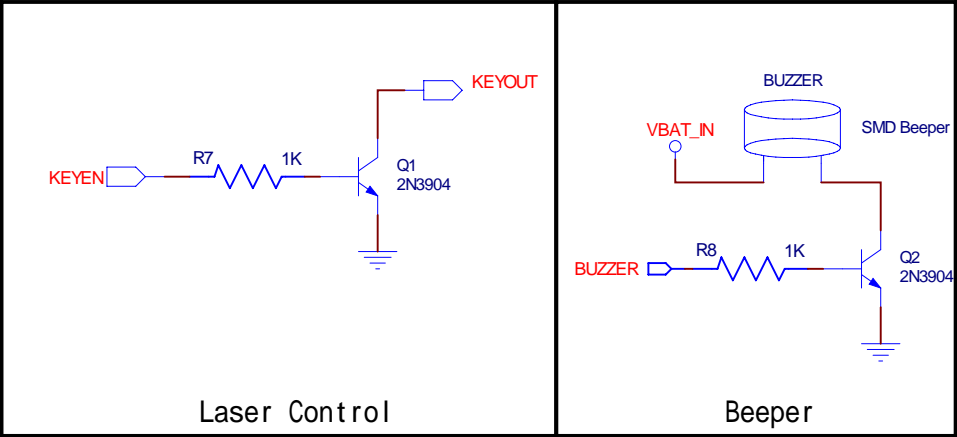 KEYOUT
R7
1K
Q1
2N3904
KEYEN
Laser Control
BUZZER
VBAT_IN
SMD Beeper
R8
1K
Q2
2N3904
BUZZER
Beeper